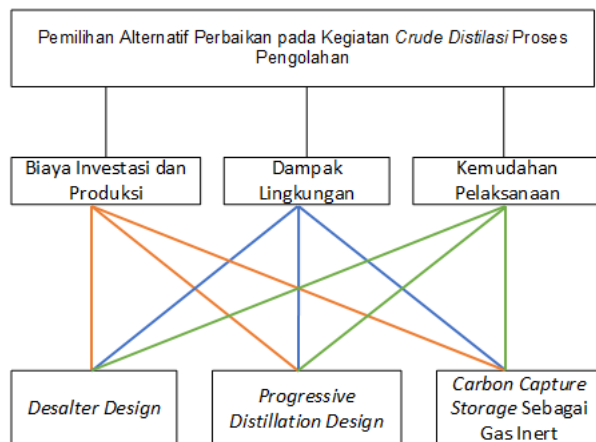 Pemilihan Alternatif Perbaikan pada Kegiatan Crude Distilasi Proses
Pengolahan
Biaya Investasi dan
Produksi
Dampak
Lingkungan
Kemudahan
Pelaksanaan
Desalter Design
Progressive
Distillation Design
Carbon Capture
Storage Sebagai
Gas Inert